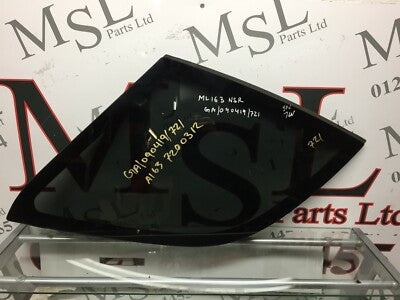 MSL
Parts Ltd
MSL
Parts Ltd
ML163 NSR
GA/090419/721
721
GA/090419/721
A163 7200312
MSL
Parts Ltd